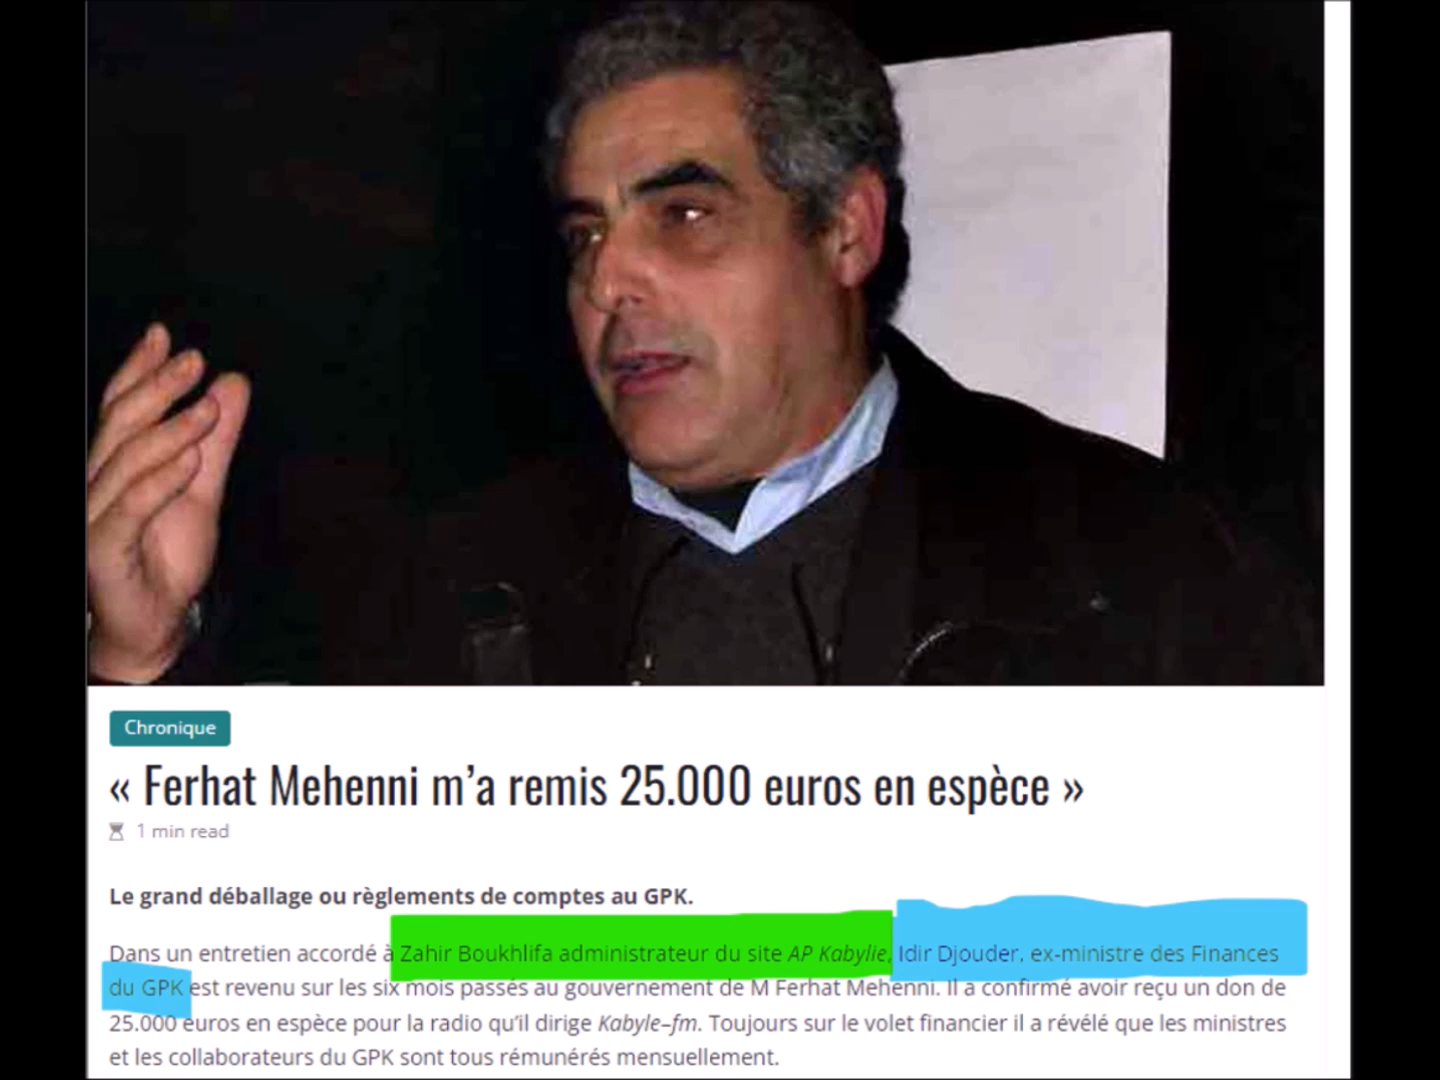 Chronique
« Ferhat Mehenni m’a remis 25.000 euros en espèce »
1 min read
Le grand déballage ou règlements de comptes au GPK.
Dans un entretien accordé à Zahir Boukhlifa administrateur du site AP Kabylie, Idir Djouder, ex-ministre des Finances
du GPK est revenu sur les six mois passés au gouvernement de M Ferhat Mehenni. Il a confirmé avoir reçu un don de
25.000 euros en espèce pour la radio qu’il dirige Kabyle–fm. Toujours sur le volet financier il a révélé que les ministres
et les collaborateurs du GPK sont tous rémunérés mensuellement.